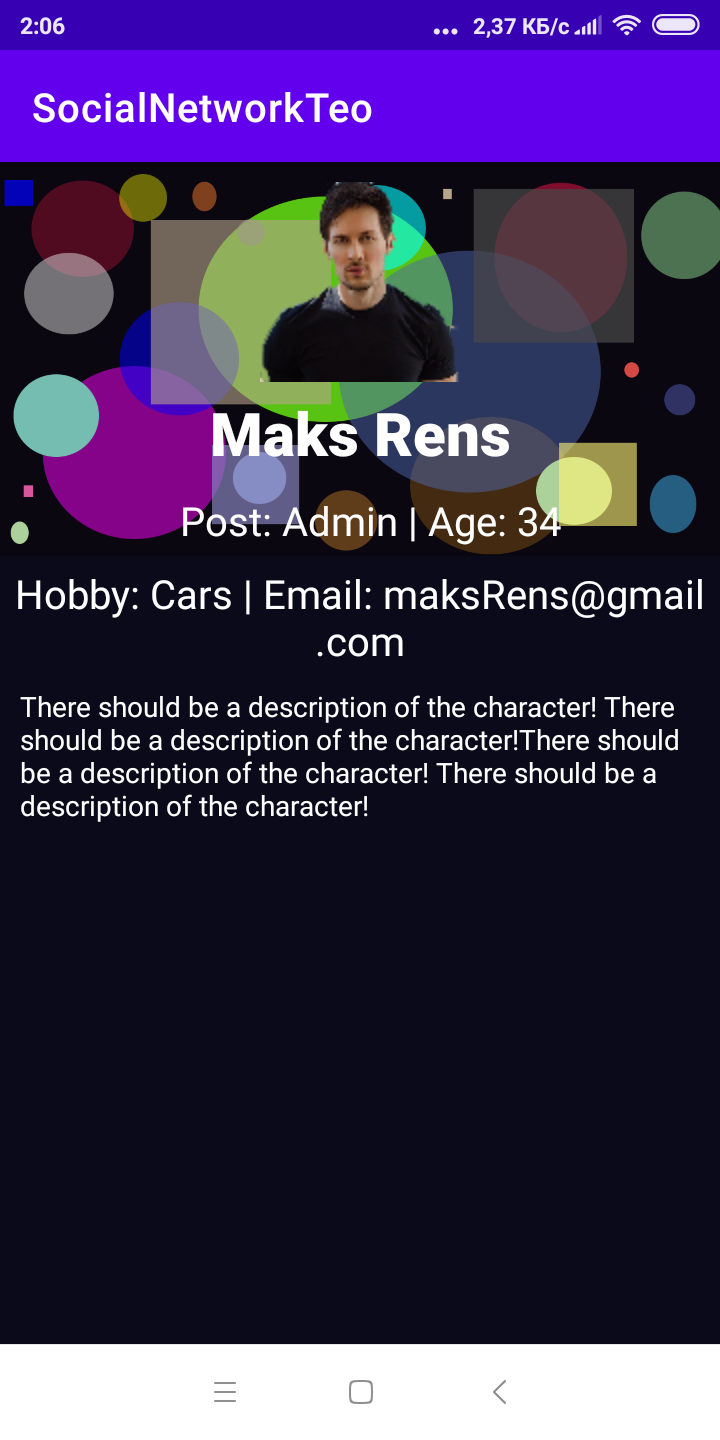 2:06 ... 2,37 КБ/с
SocialNetworkTeo
Maks Rens
Post: Admin | Age: 34
Hobby: Cars | Email: maksRens@gmail
.com
There should be a description of the character! There
should be a description of the character!There should
be a description of the character! There should be a
description of the character!